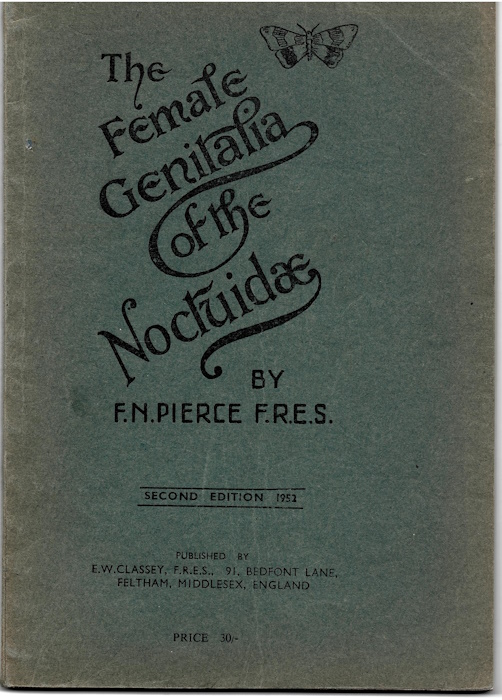 The
Female
Genitalia
of the
Noctuidæ
BY
F.N.PIERCE F.R.E.S.
SECOND EDITION 1952
PUBLISHED BY
E.W.CLASSEY, F.R.E.S., 91, BEDFONT LANE,
FELTHAM, MIDDLESEX, ENGLAND
PRICE 30/-